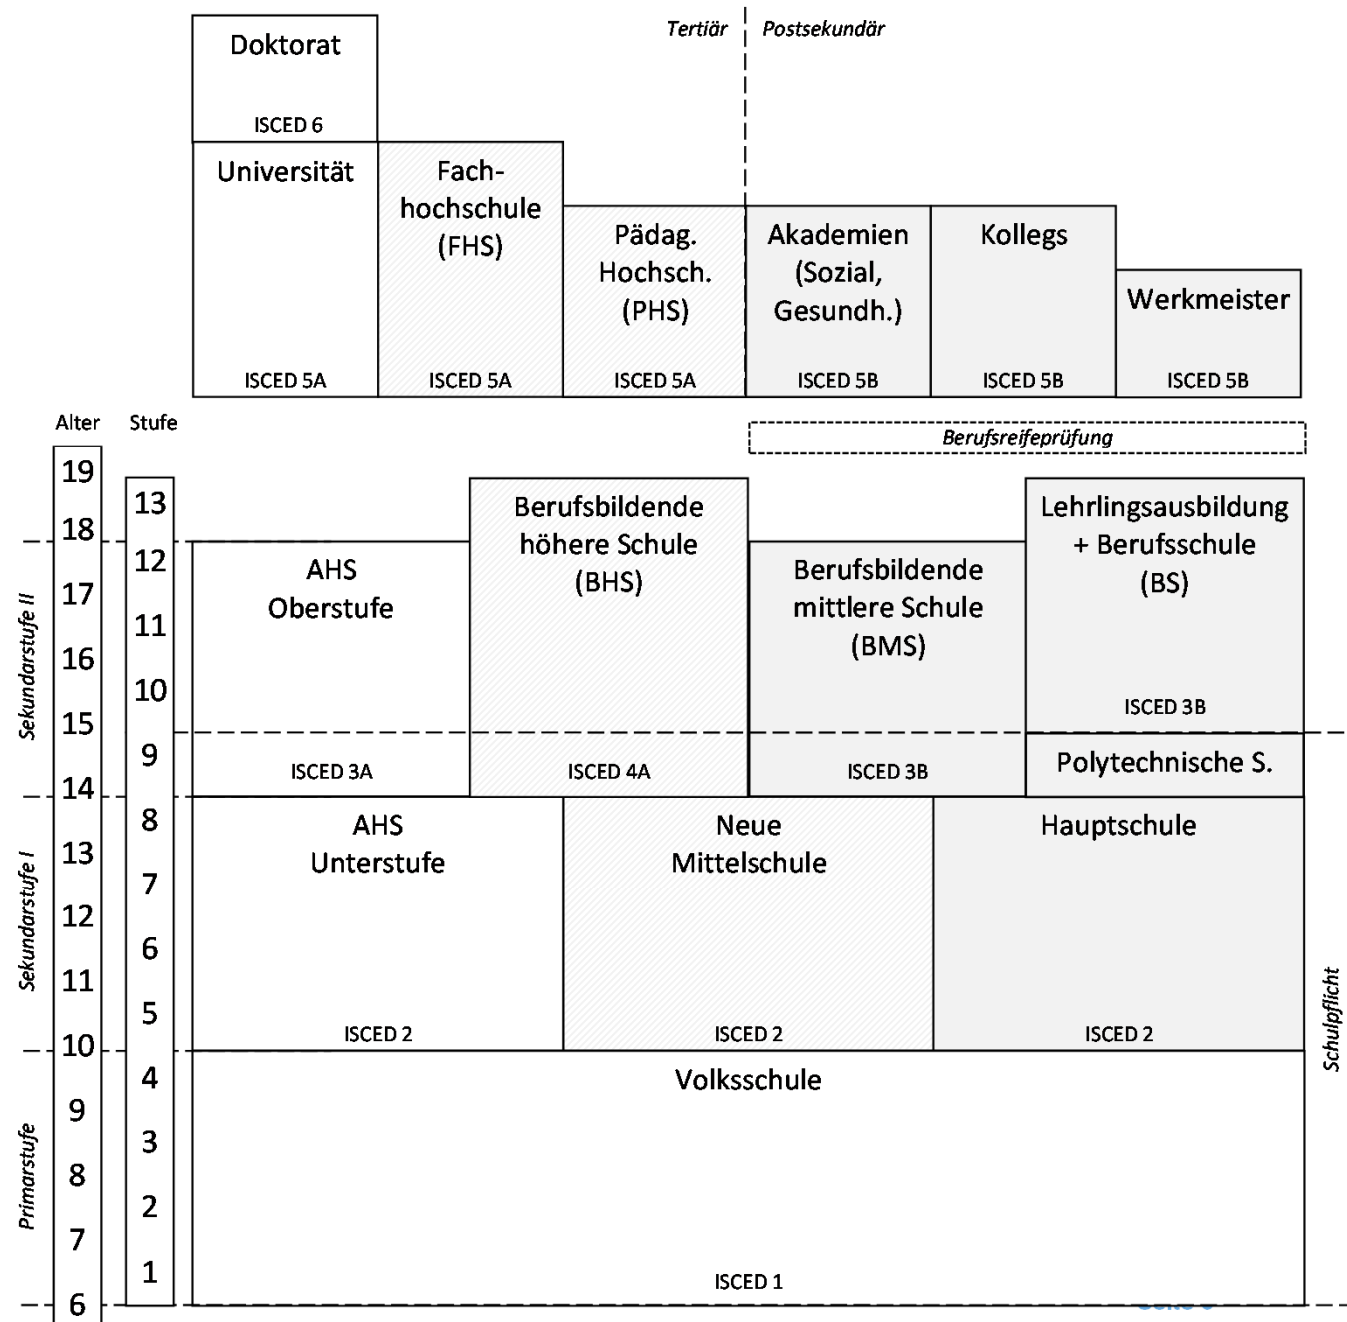 Tertiär
Postsekundär
Doktorat
ISCED 6
Universität
ISCED 5A
Fach-
hochschule
(FHS)
ISCED 5A
Pädag.
Hochsch.
(PHS)
ISCED 5A
Akademien
(Sozial,
Gesundh.)
ISCED 5B
Kollegs
ISCED 5B
Werkmeister
ISCED 5B
Alter
Stufe
Berufsreifeprüfung
19
18
17
16
15
14
13
12
11
10
9
8
7
6
13
12
11
10
9
8
7
6
5
4
3
2
1
Sekundarstufe II
Sekundarstufe I
Primarstufe
AHS
Oberstufe
ISCED 3A
Berufsbildende
höhere Schule
(BHS)
ISCED 4A
Berufsbildende
mittlere Schule
(BMS)
ISCED 3B
Lehrlingsausbildung
+ Berufsschule
(BS)
ISCED 3B
Polytechnische S.
AHS
Unterstufe
ISCED 2
Neue
Mittelschule
ISCED 2
Hauptschule
ISCED 2
Schulpflicht
Volksschule
ISCED 1